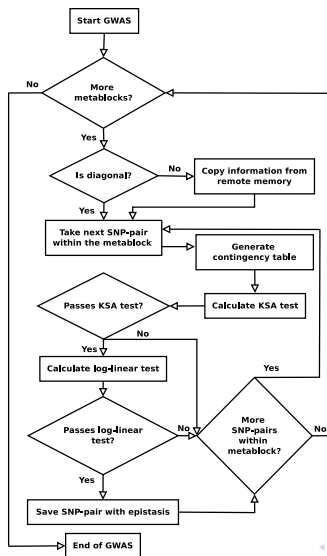 Start GWAS
More
metablocks?
No
Yes
Is diagonal?
No
Copy information from
remote memory
Yes
Take next SNP-pair
within the metablock
Generate
contingency table
Passes KSA test?
Calculate KSA test
No
Yes
Calculate log-linear test
Yes
Passes log-linear
test?
No
More
SNP-pairs
within
metablock?
No
Yes
Save SNP-pair with epistasis
End of GWAS